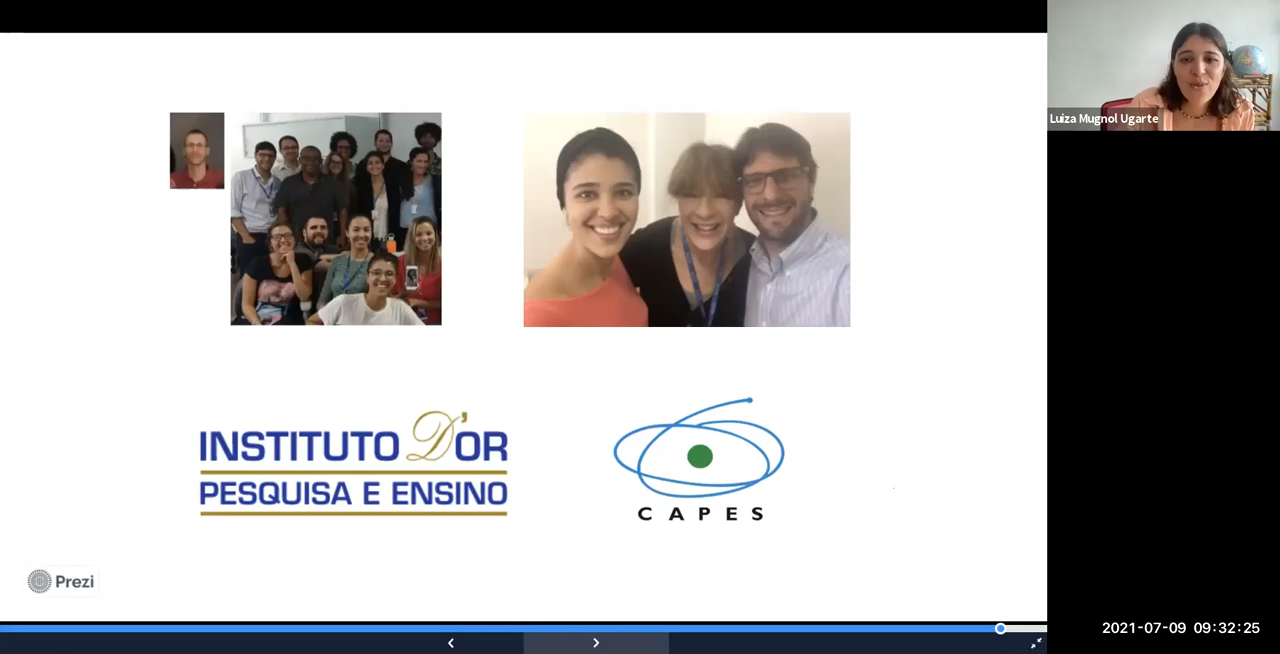 Luiza Mugnol Ugarte
INSTITUTO D'OR
PESQUISA E ENSINO
CAPES
Prezi
2021-07-09 09:32:25